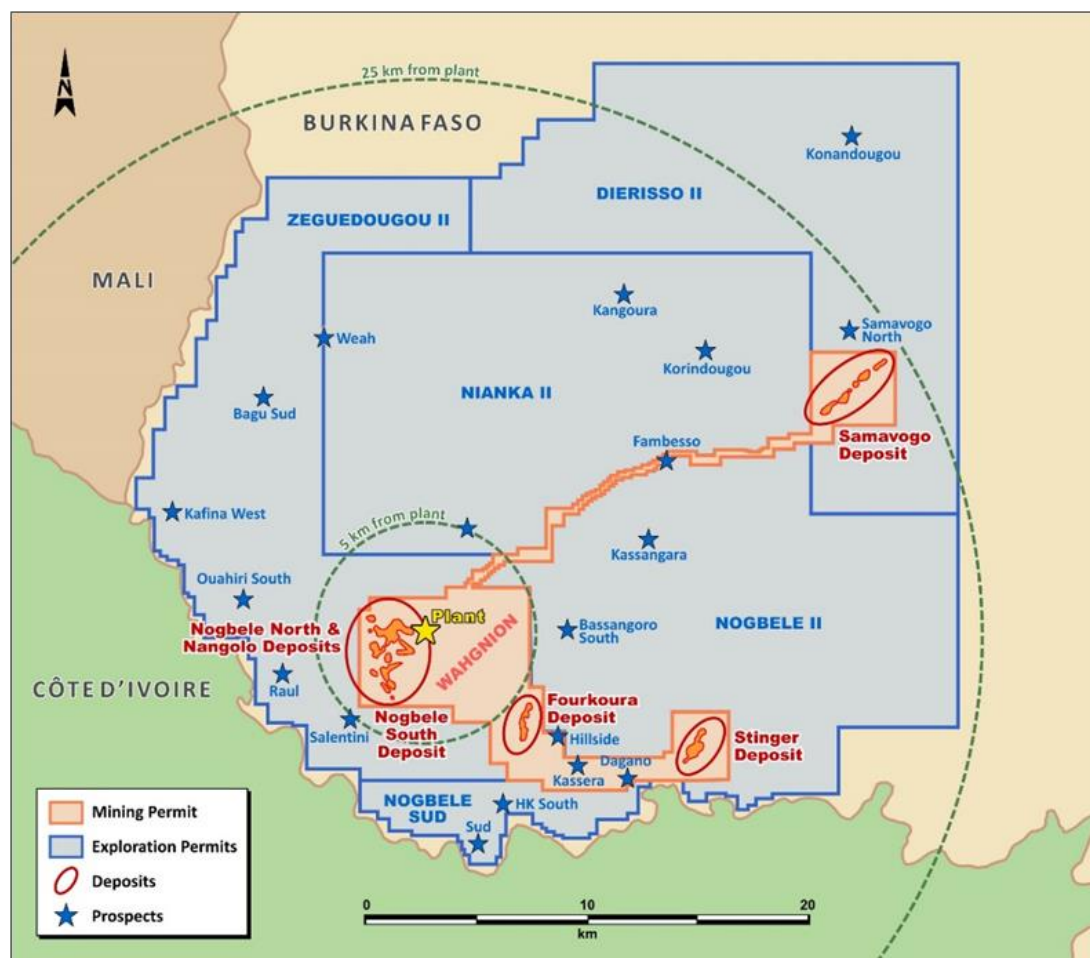 N
25 km from plant
BURKINA FASO
Konandougou
DIERISSO II
ZEGUEDOUGOU II
MALI
Kangoura
Samavogo
North
Weah
Korindougou
NIANKA II
Bagu Sud
Samavogo
Deposit
Fambesso
Kafina West
5 km from plant
Kassangara
Ouahiri South
Plant
Nogbele North &
Nangolo Deposits
WAHGNION
Bassangoro
South
NOGBELE II
CÔTE D'IVOIRE
Raul
Salentini
Nogbele
South
Deposit
Fourkoura
Deposit
Hillside
Stinger
Deposit
Kassera
Dagano
NOGBELE
SUD
HK South
Sud
Mining Permit
Exploration Permits
Deposits
Prospects
0 10 20
km